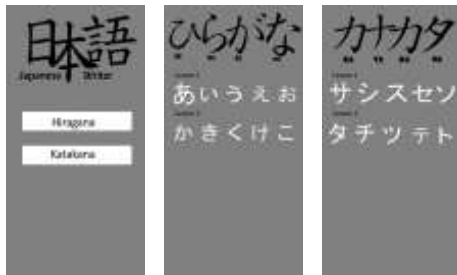 日本語
Japanese Writer
Hiragana
Katakana
ひらがな
あいうえお
かきくけこ
カナカタ
サシスセソ
タチツテト